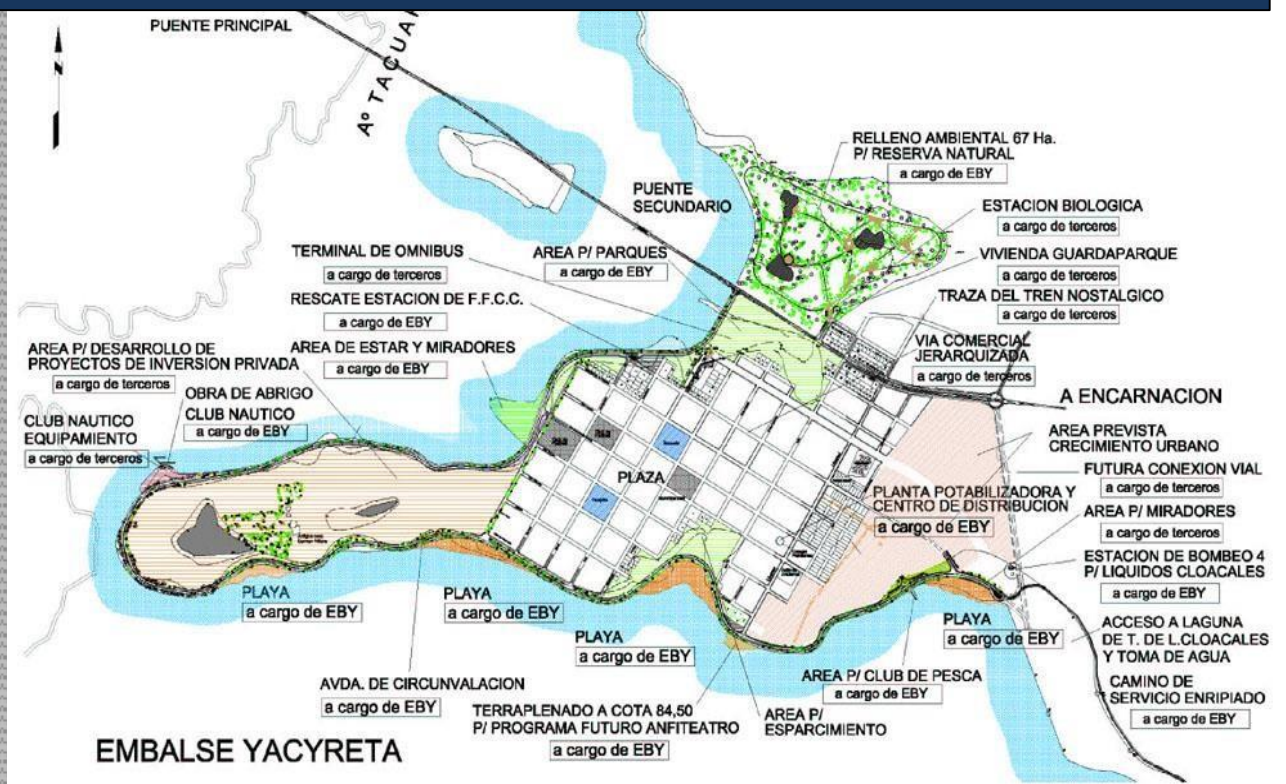 PUENTE PRINCIPAL
N
Aº TACUAR
RELLENO AMBIENTAL 67 Ha.
P/ RESERVA NATURAL
a cargo de EBY
PUENTE
SECUNDARIO
ESTACION BIOLOGICA
a cargo de terceros
TERMINAL DE OMNIBUS
a cargo de terceros
AREA P/ PARQUES
a cargo de EBY
VIVIENDA GUARDAPARQUE
a cargo de terceros
RESCATE ESTACION DE F.F.C.C.
a cargo de EBY
TRAZA DEL TREN NOSTALGICO
a cargo de terceros
AREA DE ESTAR Y MIRADORES
a cargo de EBY
VIA COMERCIAL
JERARQUIZADA
a cargo de terceros
AREA P/ DESARROLLO DE
PROYECTOS DE INVERSION PRIVADA
a cargo de terceros
OBRA DE ABRIGO
CLUB NAUTICO
a cargo de EBY
CLUB NAUTICO
EQUIPAMIENTO
a cargo de terceros
A ENCARNACION
AREA PREVISTA
CRECIMIENTO URBANO
FUTURA CONEXION VIAL
a cargo de terceros
PLAZA
PLANTA POTABILIZADORA Y
CENTRO DE DISTRIBUCION
a cargo de EBY
AREA P/ MIRADORES
a cargo de terceros
ESTACION DE BOMBEO 4
P/ LIQUIDOS CLOACALES
a cargo de EBY
PLAYA
a cargo de EBY
PLAYA
a cargo de EBY
PLAYA
a cargo de EBY
PLAYA
a cargo de EBY
ACCESO A LAGUNA
DE T. DE L.CLOACALES
Y TOMA DE AGUA
AREA P/ CLUB DE PESCA
a cargo de EBY
CAMINO DE
SERVICIO ENRIPIADO
a cargo de EBY
AVDA. DE CIRCUNVALACION
a cargo de EBY
TERRAPLENADO A COTA 84,50
P/ PROGRAMA FUTURO ANFITEATRO
a cargo de EBY
AREA P/
ESPARCIMIENTO
EMBALSE YACYRETA